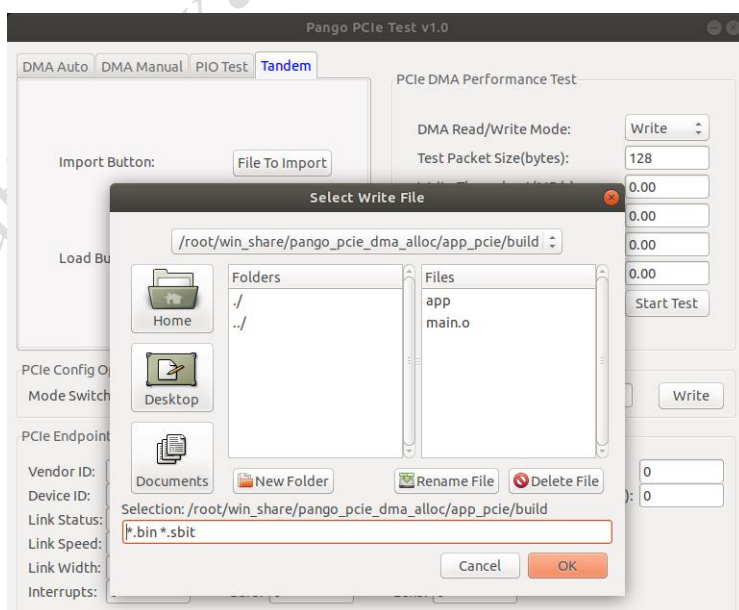 Pango PCIe Test v1.0
DMA Auto DMA Manual PIO Test Tandem
PCIe DMA Performance Test
DMA Read/Write Mode: Write
Import Button: File To Import
Test Packet Size(bytes): 128
0.00
0.00
0.00
0.00
Load Bu
Start Test
Select Write File
/root/win_share/pango_pcie_dma_alloc/app_pcie/build
Folders
Files
./
../
app
main.o
Home
Desktop
Documents
New Folder
Rename File
Delete File
Selection: /root/win_share/pango_pcie_dma_alloc/app_pcie/build
*.bin *.sbit
Cancel
OK
PCIe Config O
Mode Switch
Write
PCIe Endpoint
Vendor ID:
0
Device ID:
): 0
Link Status:
Link Speed:
Link Width:
Interrupts: